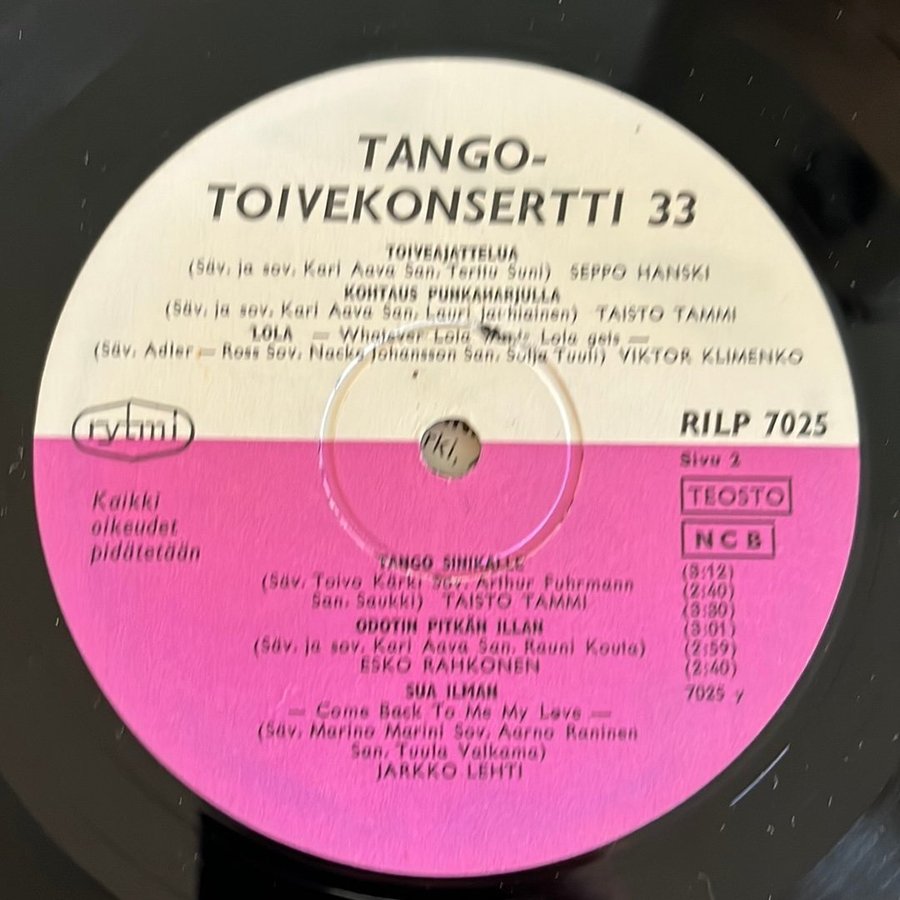 TANGO-
TOIVEKONSERTTI 33
TOIVEAJATTELUA
(Säv. ja sov. Kari Aava San. Terttu Suni) SEPPO HANSKI
KOHTAUS PUNKAHARJULLA
(Säv. ja sov. Kari Aava San. Lauri Jarhiainen) TAISTO TAMMI
LOLA — Whatever Lola Wants Lola gets —
(Säv. Adler — Ross Sov. Nacke Johansson San. Solja Tuuli) VIKTOR KLIMENKO
rytmi
RILP 7025
Sivu 2
TEOSTO
NCB
Kaikki
oikeudet
pidätetään
TANGO SINIKALLE
(Säv. Toivo Kärki Sov. Arthur Fuhrmann
San. Saukki) TAISTO TAMMI
ODOTIN PITKÄN ILLAN
(Säv. ja sov. Kari Aava San. Rauni Kouta)
ESKO RAHKONEN
SUA ILMAN
— Come Back To Me My Love —
(Säv. Marino Marini Sov. Aarno Raninen
San. Tuula Valkama)
JARKKO LEHTI
(3:12)
(2:40)
(3:30)
(3:01)
(2:59)
(2:40)
7025 y
rki,